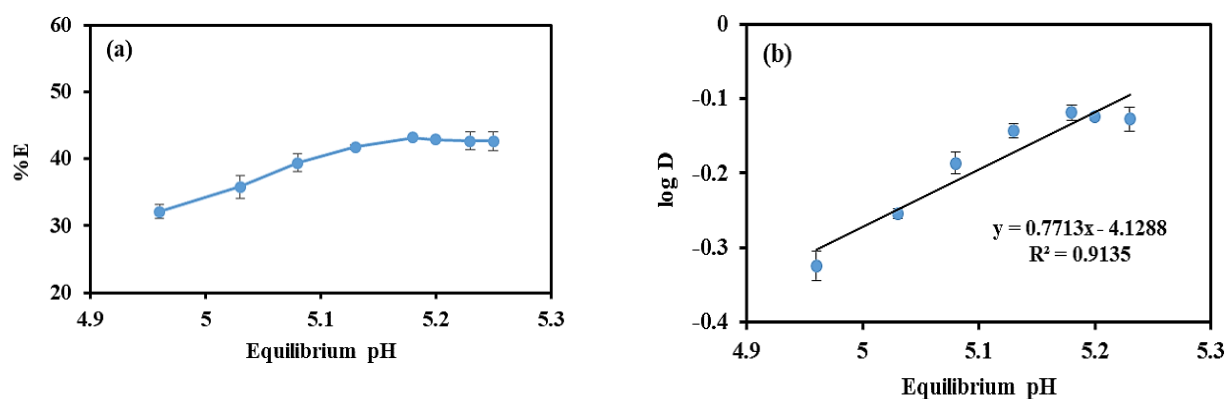 (a)
%E
60
50
40
30
20
4.9 5 5.1 5.2 5.3
Equilibrium pH
(b)
log D
0
-0.1
-0.2
-0.3
-0.4
y = 0.7713x - 4.1288
R² = 0.9135
4.9 5 5.1 5.2 5.3
Equilibrium pH